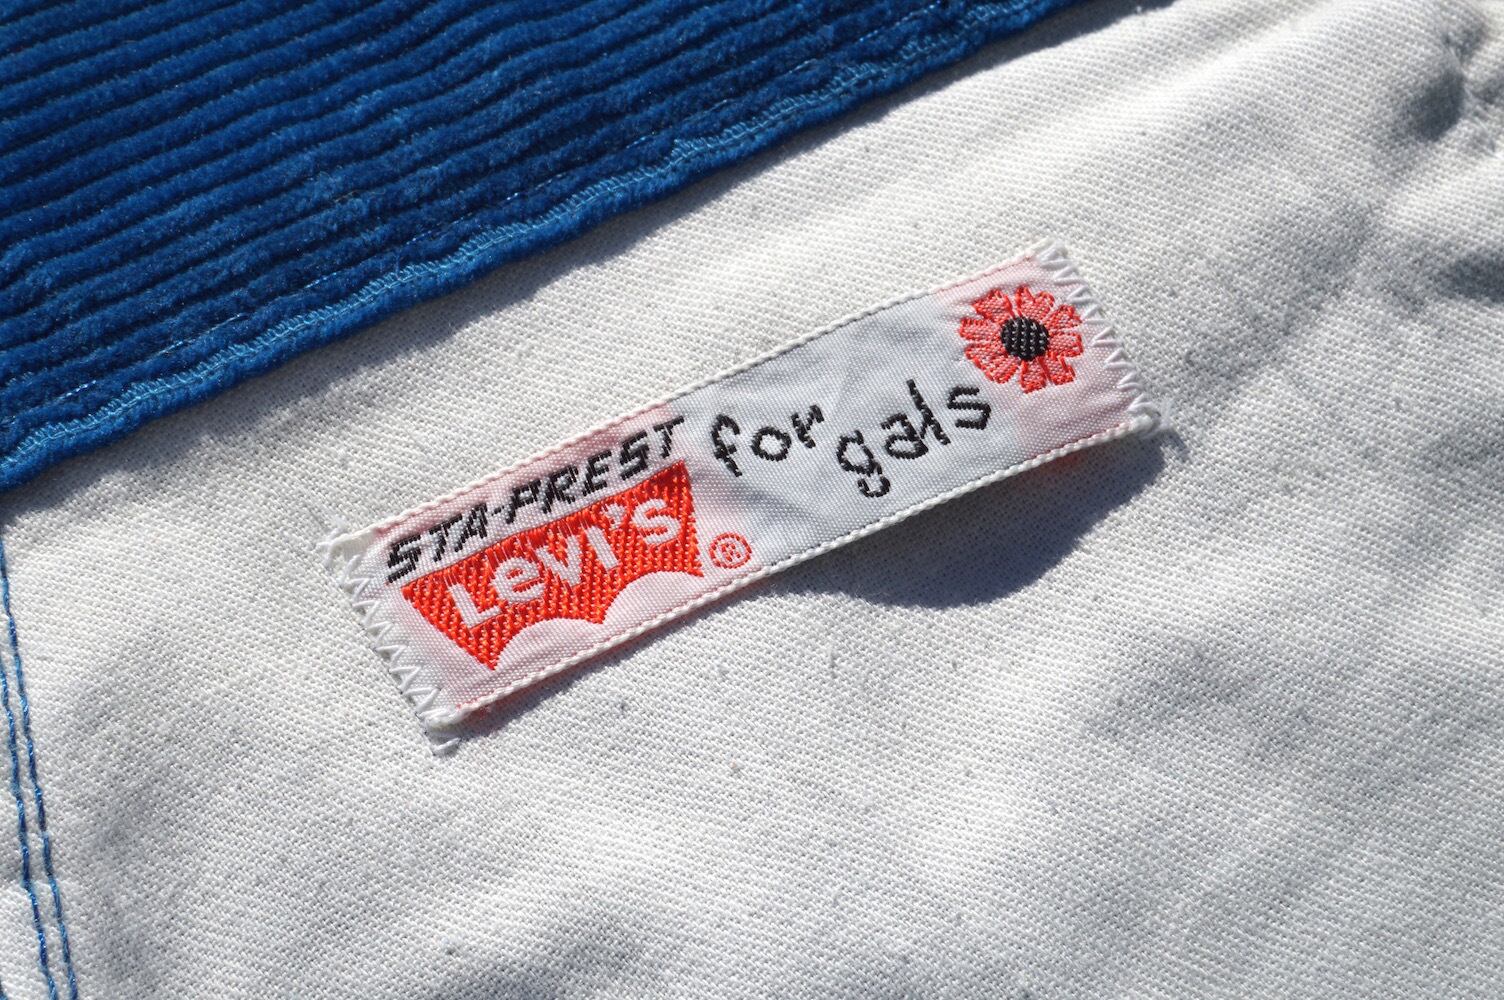 STA-PREST
Levi's ®
for gals